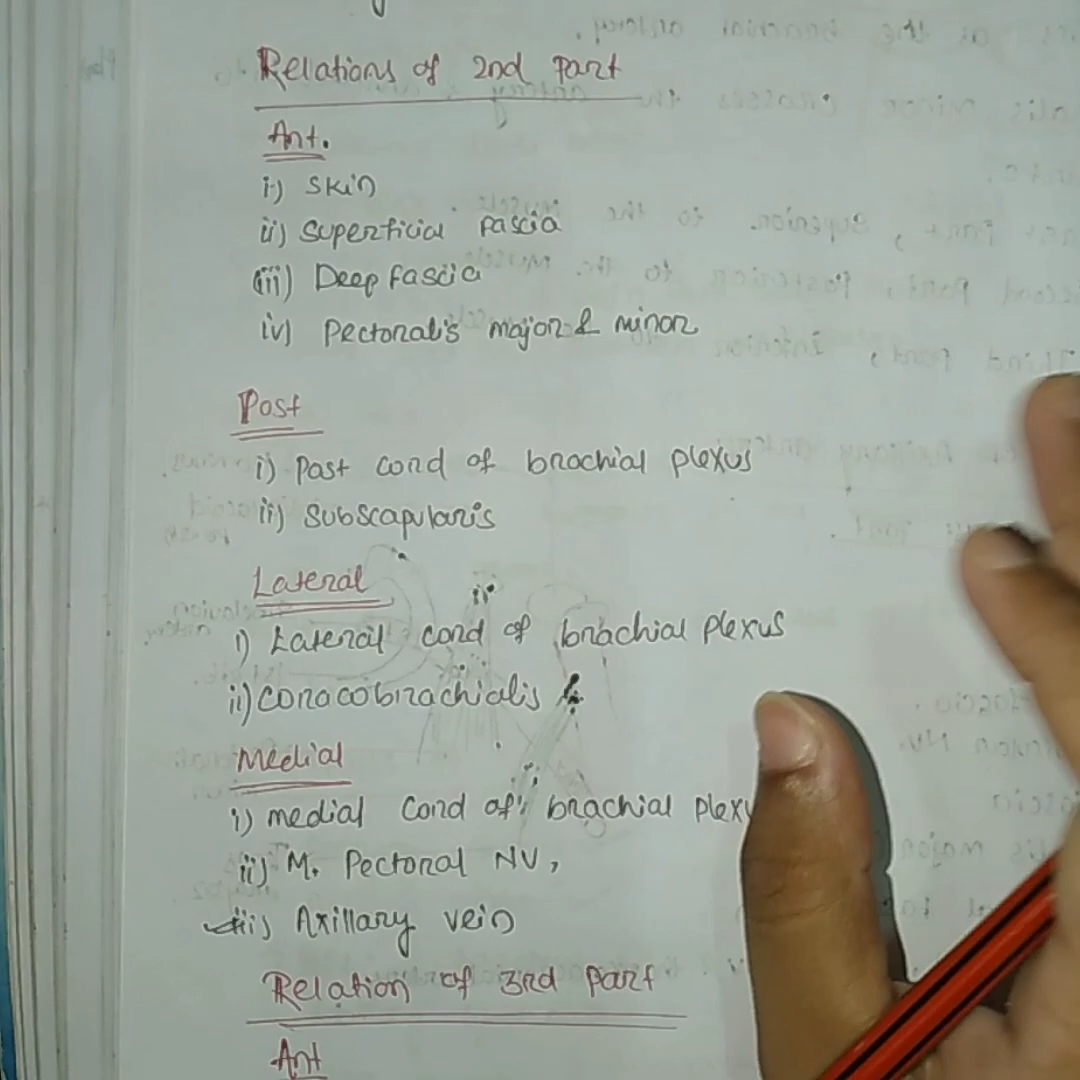 Relations of 2nd part
Ant.
i) Skin
ii) Superficial fascia
iii) Deep fascia
iv) Pectoralis major & minor
Post
i) Post cord of brachial plexus
ii) Subscapularis
Lateral
i) Lateral cord of brachial plexus
ii) Coracobrachialis
Medial
i) medial cord of brachial plexu
ii) M. Pectoral NV,
iii) Axillary vein
Relation of 3rd part
Ant